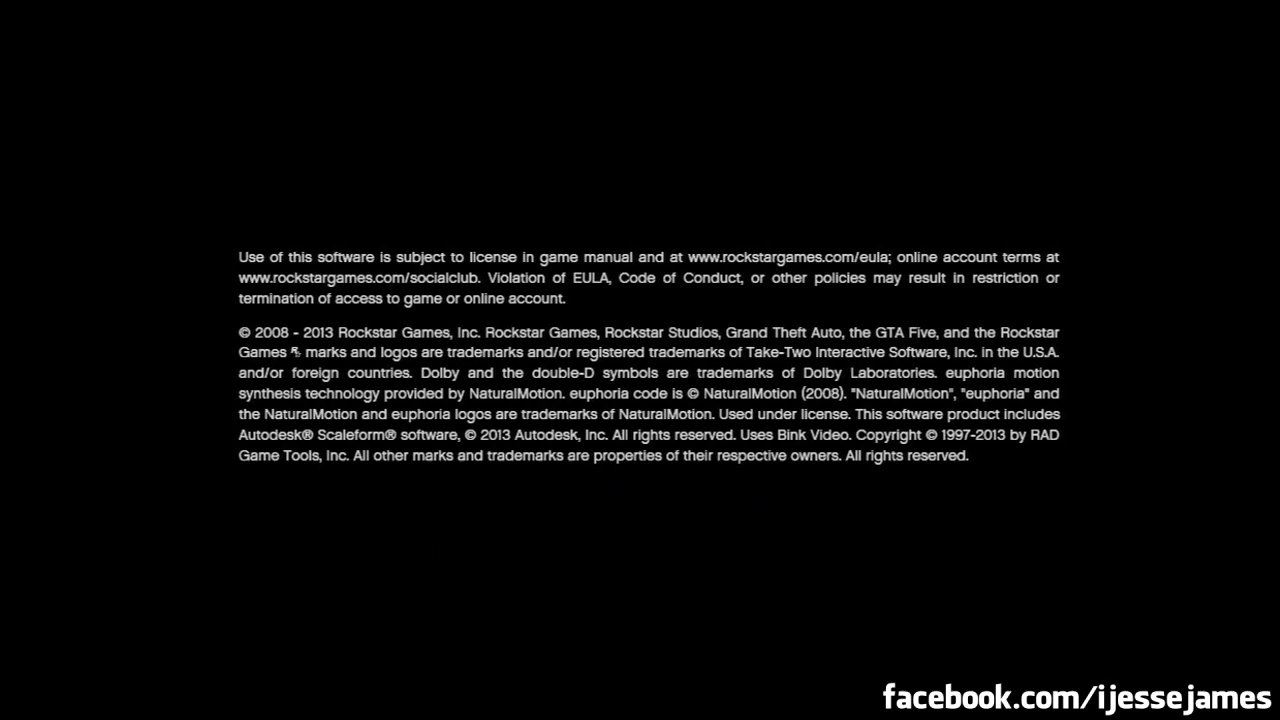 Use of this software is subject to license in game manual and at www.rockstargames.com/eula; online account terms at
www.rockstargames.com/socialclub. Violation of EULA, Code of Conduct, or other policies may result in restriction or
termination of access to game or online account.
© 2008 - 2013 Rockstar Games, Inc. Rockstar Games, Rockstar Studios, Grand Theft Auto, the GTA Five, and the Rockstar
Games R* marks and logos are trademarks and/or registered trademarks of Take-Two Interactive Software, Inc. in the U.S.A.
and/or foreign countries. Dolby and the double-D symbols are trademarks of Dolby Laboratories. euphoria motion
synthesis technology provided by NaturalMotion. euphoria code is © NaturalMotion (2008). "NaturalMotion", "euphoria" and
the NaturalMotion and euphoria logos are trademarks of NaturalMotion. Used under license. This software product includes
Autodesk® Scaleform® software, © 2013 Autodesk, Inc. All rights reserved. Uses Bink Video. Copyright © 1997-2013 by RAD
Game Tools, Inc. All other marks and trademarks are properties of their respective owners. All rights reserved.
facebook.com/ijessejames